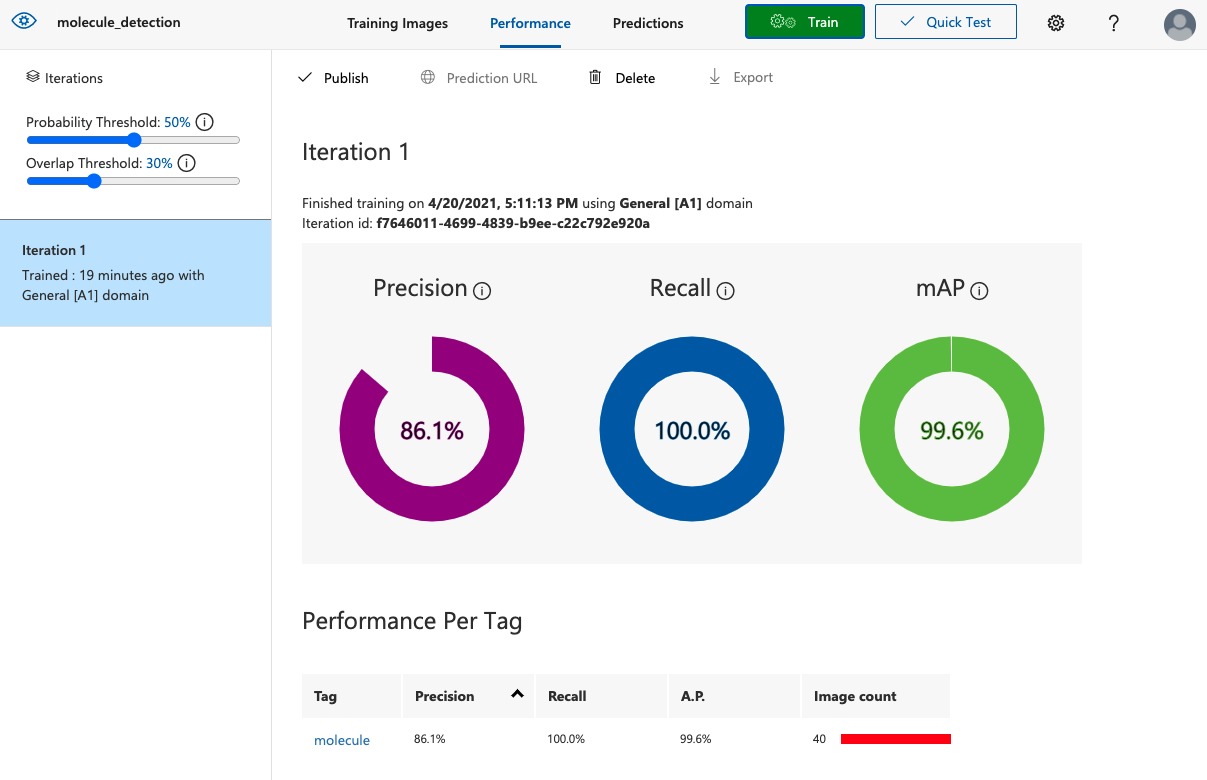 molecule_detection
Training Images Performance Predictions Train Quick Test ?
Iterations
Probability Threshold: 50%
Overlap Threshold: 30%
Iteration 1
Trained : 19 minutes ago with
General [A1] domain
Publish Prediction URL Delete Export
Iteration 1
Finished training on 4/20/2021, 5:11:13 PM using General [A1] domain
Iteration id: f7646011-4699-4839-b9ee-c22c792e920a
Precision Recall mAP
86.1% 100.0% 99.6%
Performance Per Tag
Tag Precision Recall A.P. Image count
molecule 86.1% 100.0% 99.6% 40